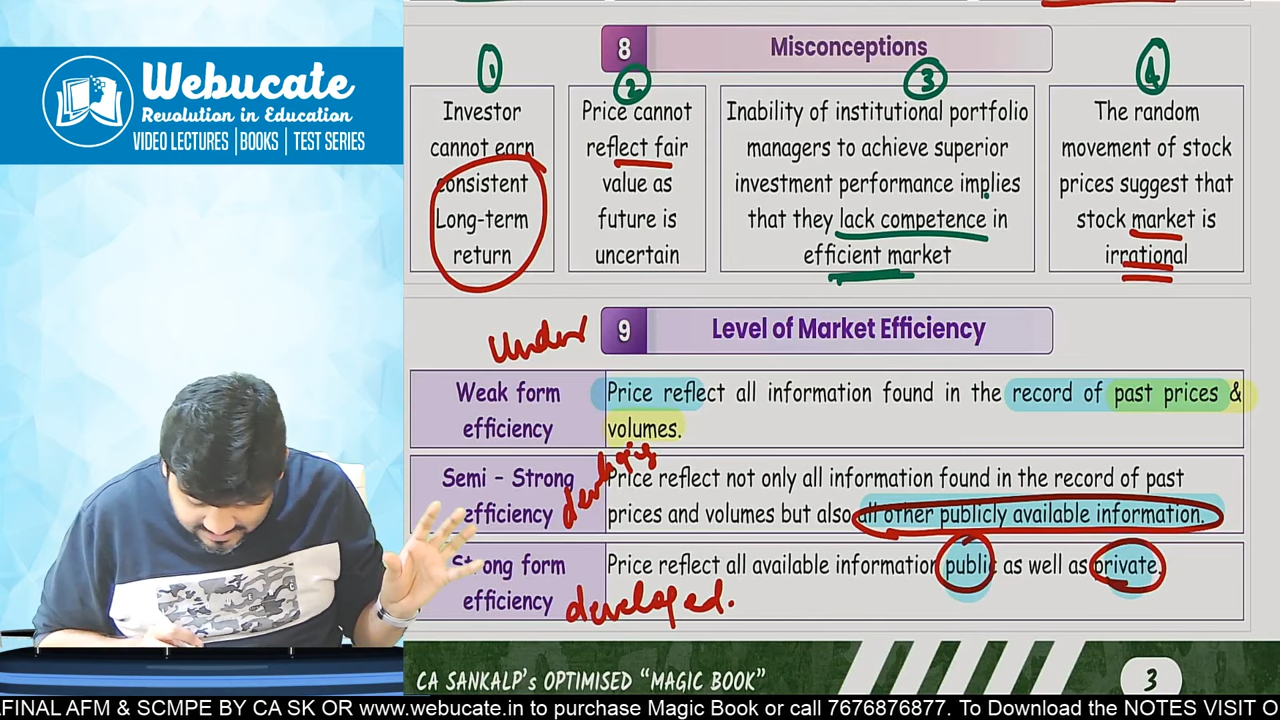 Webucate
Revolution in Education
VIDEO LECTURES | BOOKS | TEST SERIES
8 Misconceptions
1
Investor
cannot earn
consistent
Long-term
return
2
Price cannot
reflect fair
value as
future is
uncertain
3
Inability of institutional portfolio
managers to achieve superior
investment performance implies
that they lack competence in
efficient market
4
The random
movement of stock
prices suggest that
stock market is
irrational
under
9 Level of Market Efficiency
Weak form
efficiency
Price reflect all information found in the record of past prices &
volumes.
Semi – Strong
efficiency
developing
Price reflect not only all information found in the record of past
prices and volumes but also all other publicly available information.
Strong form
efficiency
developed.
Price reflect all available information public as well as private.
CA SANKALP's OPTIMISED “MAGIC BOOK”
3
FINAL AFM & SCMPE BY CA SK OR www.webucate.in to purchase Magic Book or call 7676876877. To Download the NOTES VISIT O